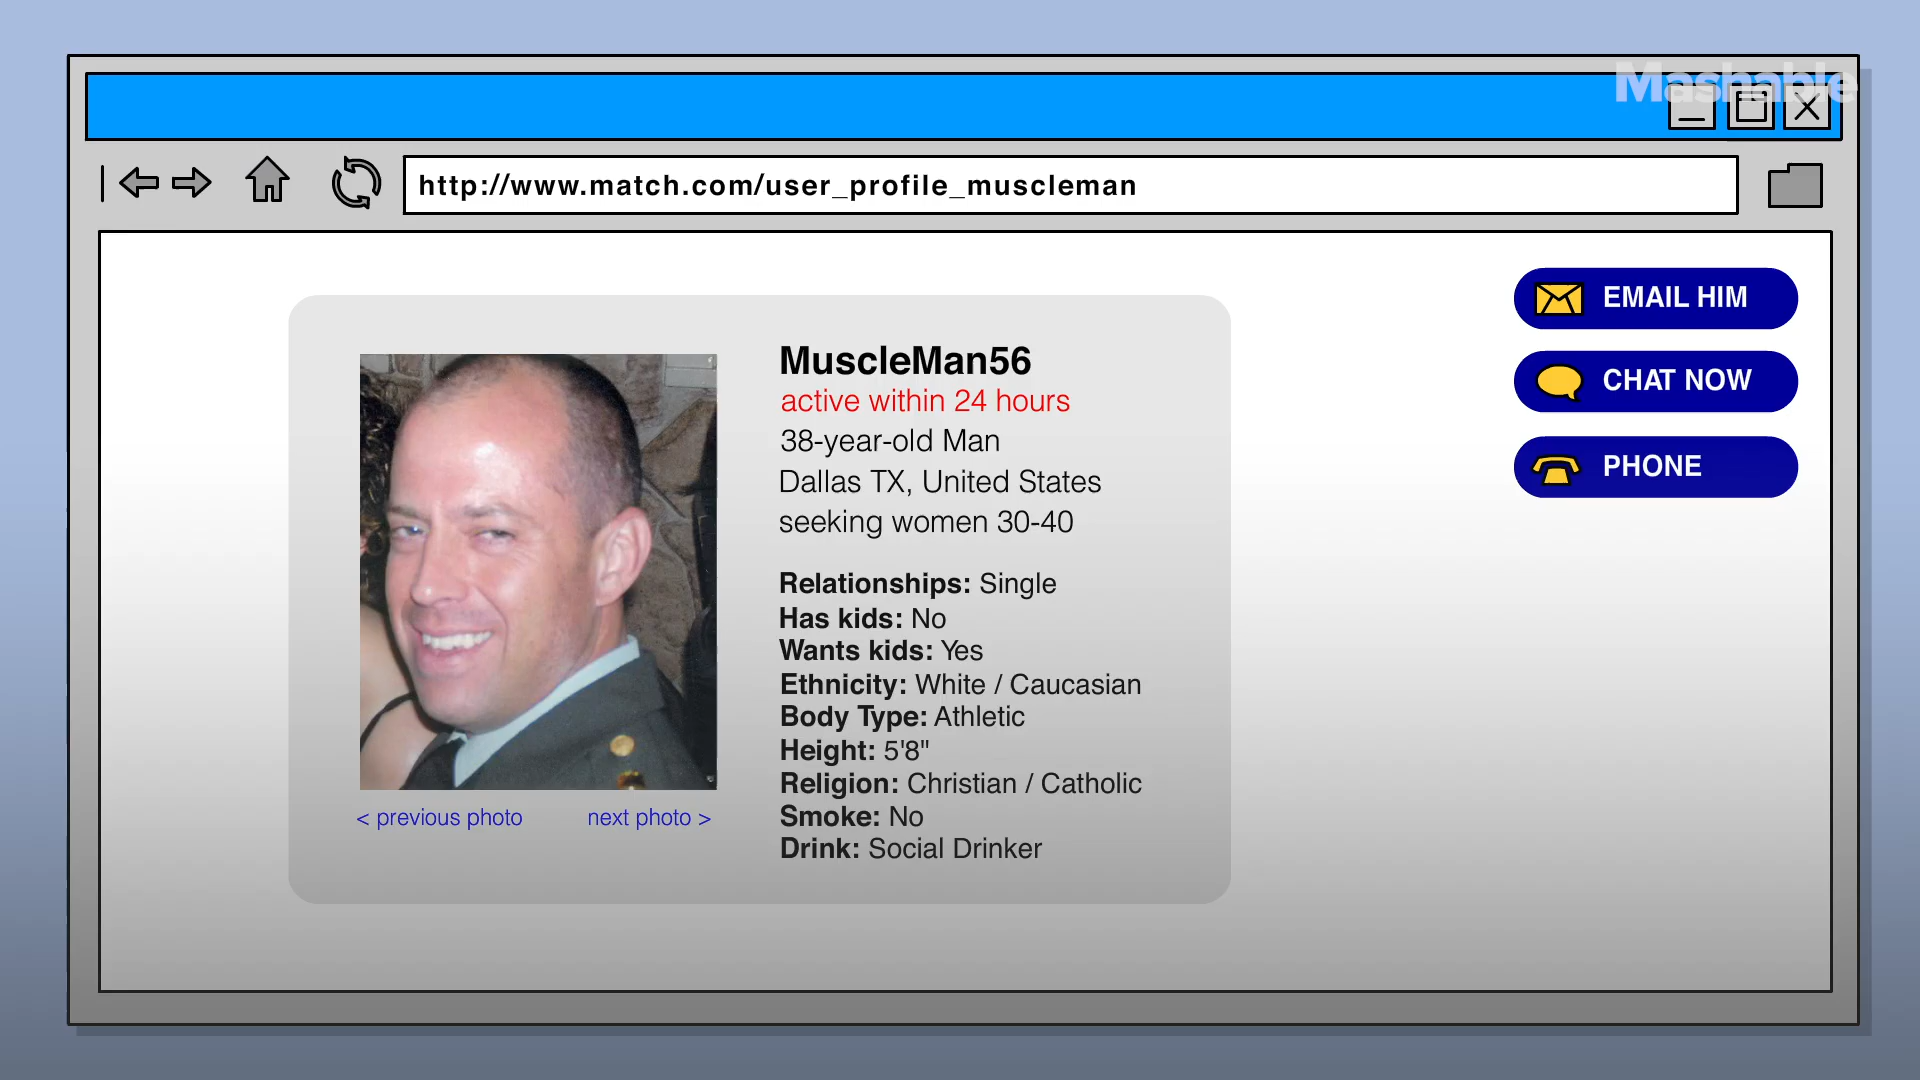 Mashable
http://www.match.com/user_profile_muscleman
EMAIL HIM
CHAT NOW
PHONE
MuscleMan56
active within 24 hours
38-year-old Man
Dallas TX, United States
seeking women 30-40
Relationships: Single
Has kids: No
Wants kids: Yes
Ethnicity: White / Caucasian
Body Type: Athletic
Height: 5'8"
Religion: Christian / Catholic
Smoke: No
Drink: Social Drinker
< previous photo
next photo >